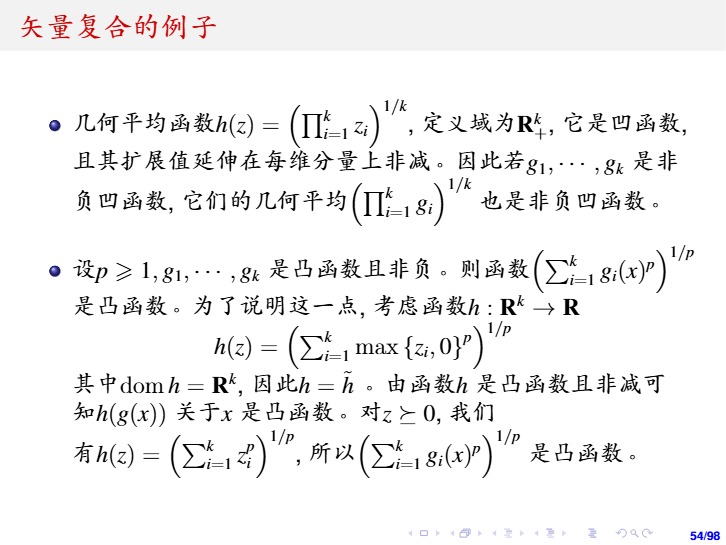 矢量复合的例子
几何平均函数h(z) = (∏_{i=1}^{k} z_i)^{1/k}, 定义域为R_+^k, 它是凹函数,
且其扩展值延伸在每维分量上非减。因此若g_1, ⋯ , g_k 是非
负凹函数, 它们的几何平均(∏_{i=1}^{k} g_i)^{1/k} 也是非负凹函数。
设p ⩾ 1, g_1, ⋯ , g_k 是凸函数且非负。则函数(∑_{i=1}^{k} g_i(x)^p)^{1/p}
是凸函数。为了说明这一点, 考虑函数h : R^k → R
h(z) = (∑_{i=1}^{k} max {z_i, 0}^p)^{1/p}
其中dom h = R^k, 因此h = h̃ 。由函数h 是凸函数且非减可
知h(g(x)) 关于x 是凸函数。对z ⪰ 0, 我们
有h(z) = (∑_{i=1}^{k} z_i^p)^{1/p}, 所以(∑_{i=1}^{k} g_i(x)^p)^{1/p} 是凸函数。
54/98